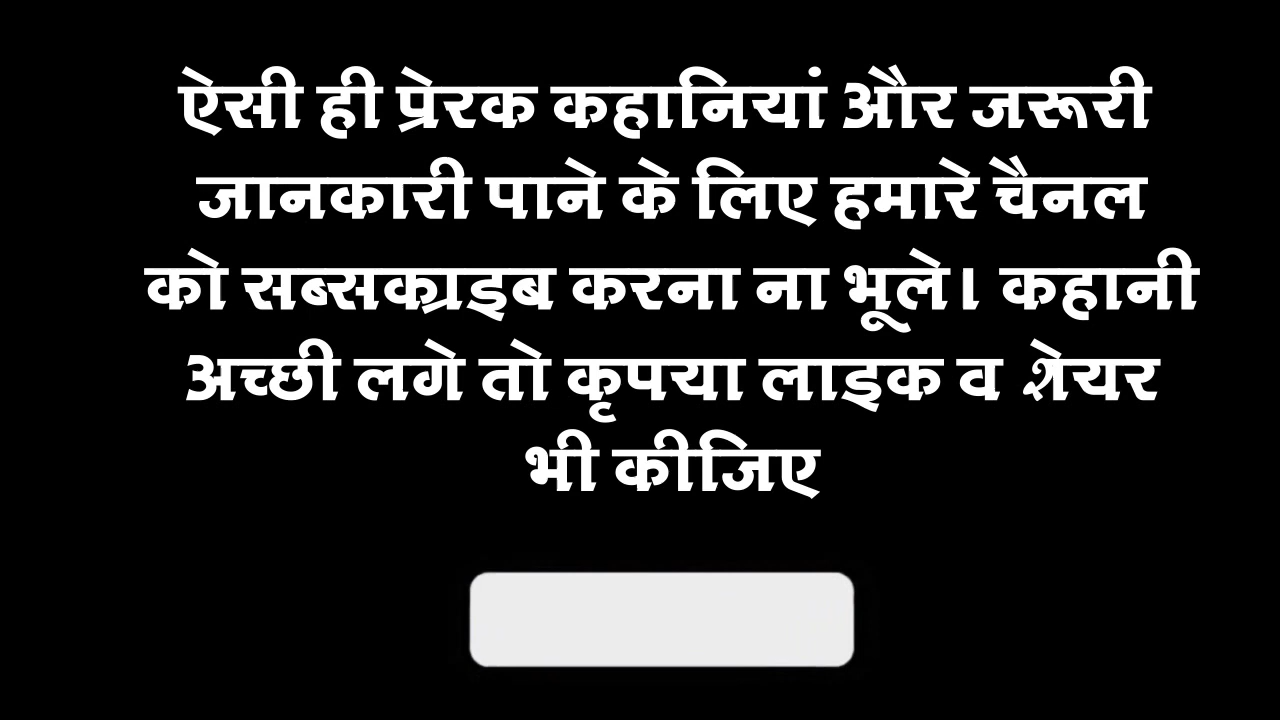 ऐसी ही प्रेरक कहानियां और जरूरी
जानकारी पाने के लिए हमारे चैनल
को सब्सक्राइब करना ना भूले। कहानी
अच्छी लगे तो कृपया लाइक व शेयर
भी कीजिए